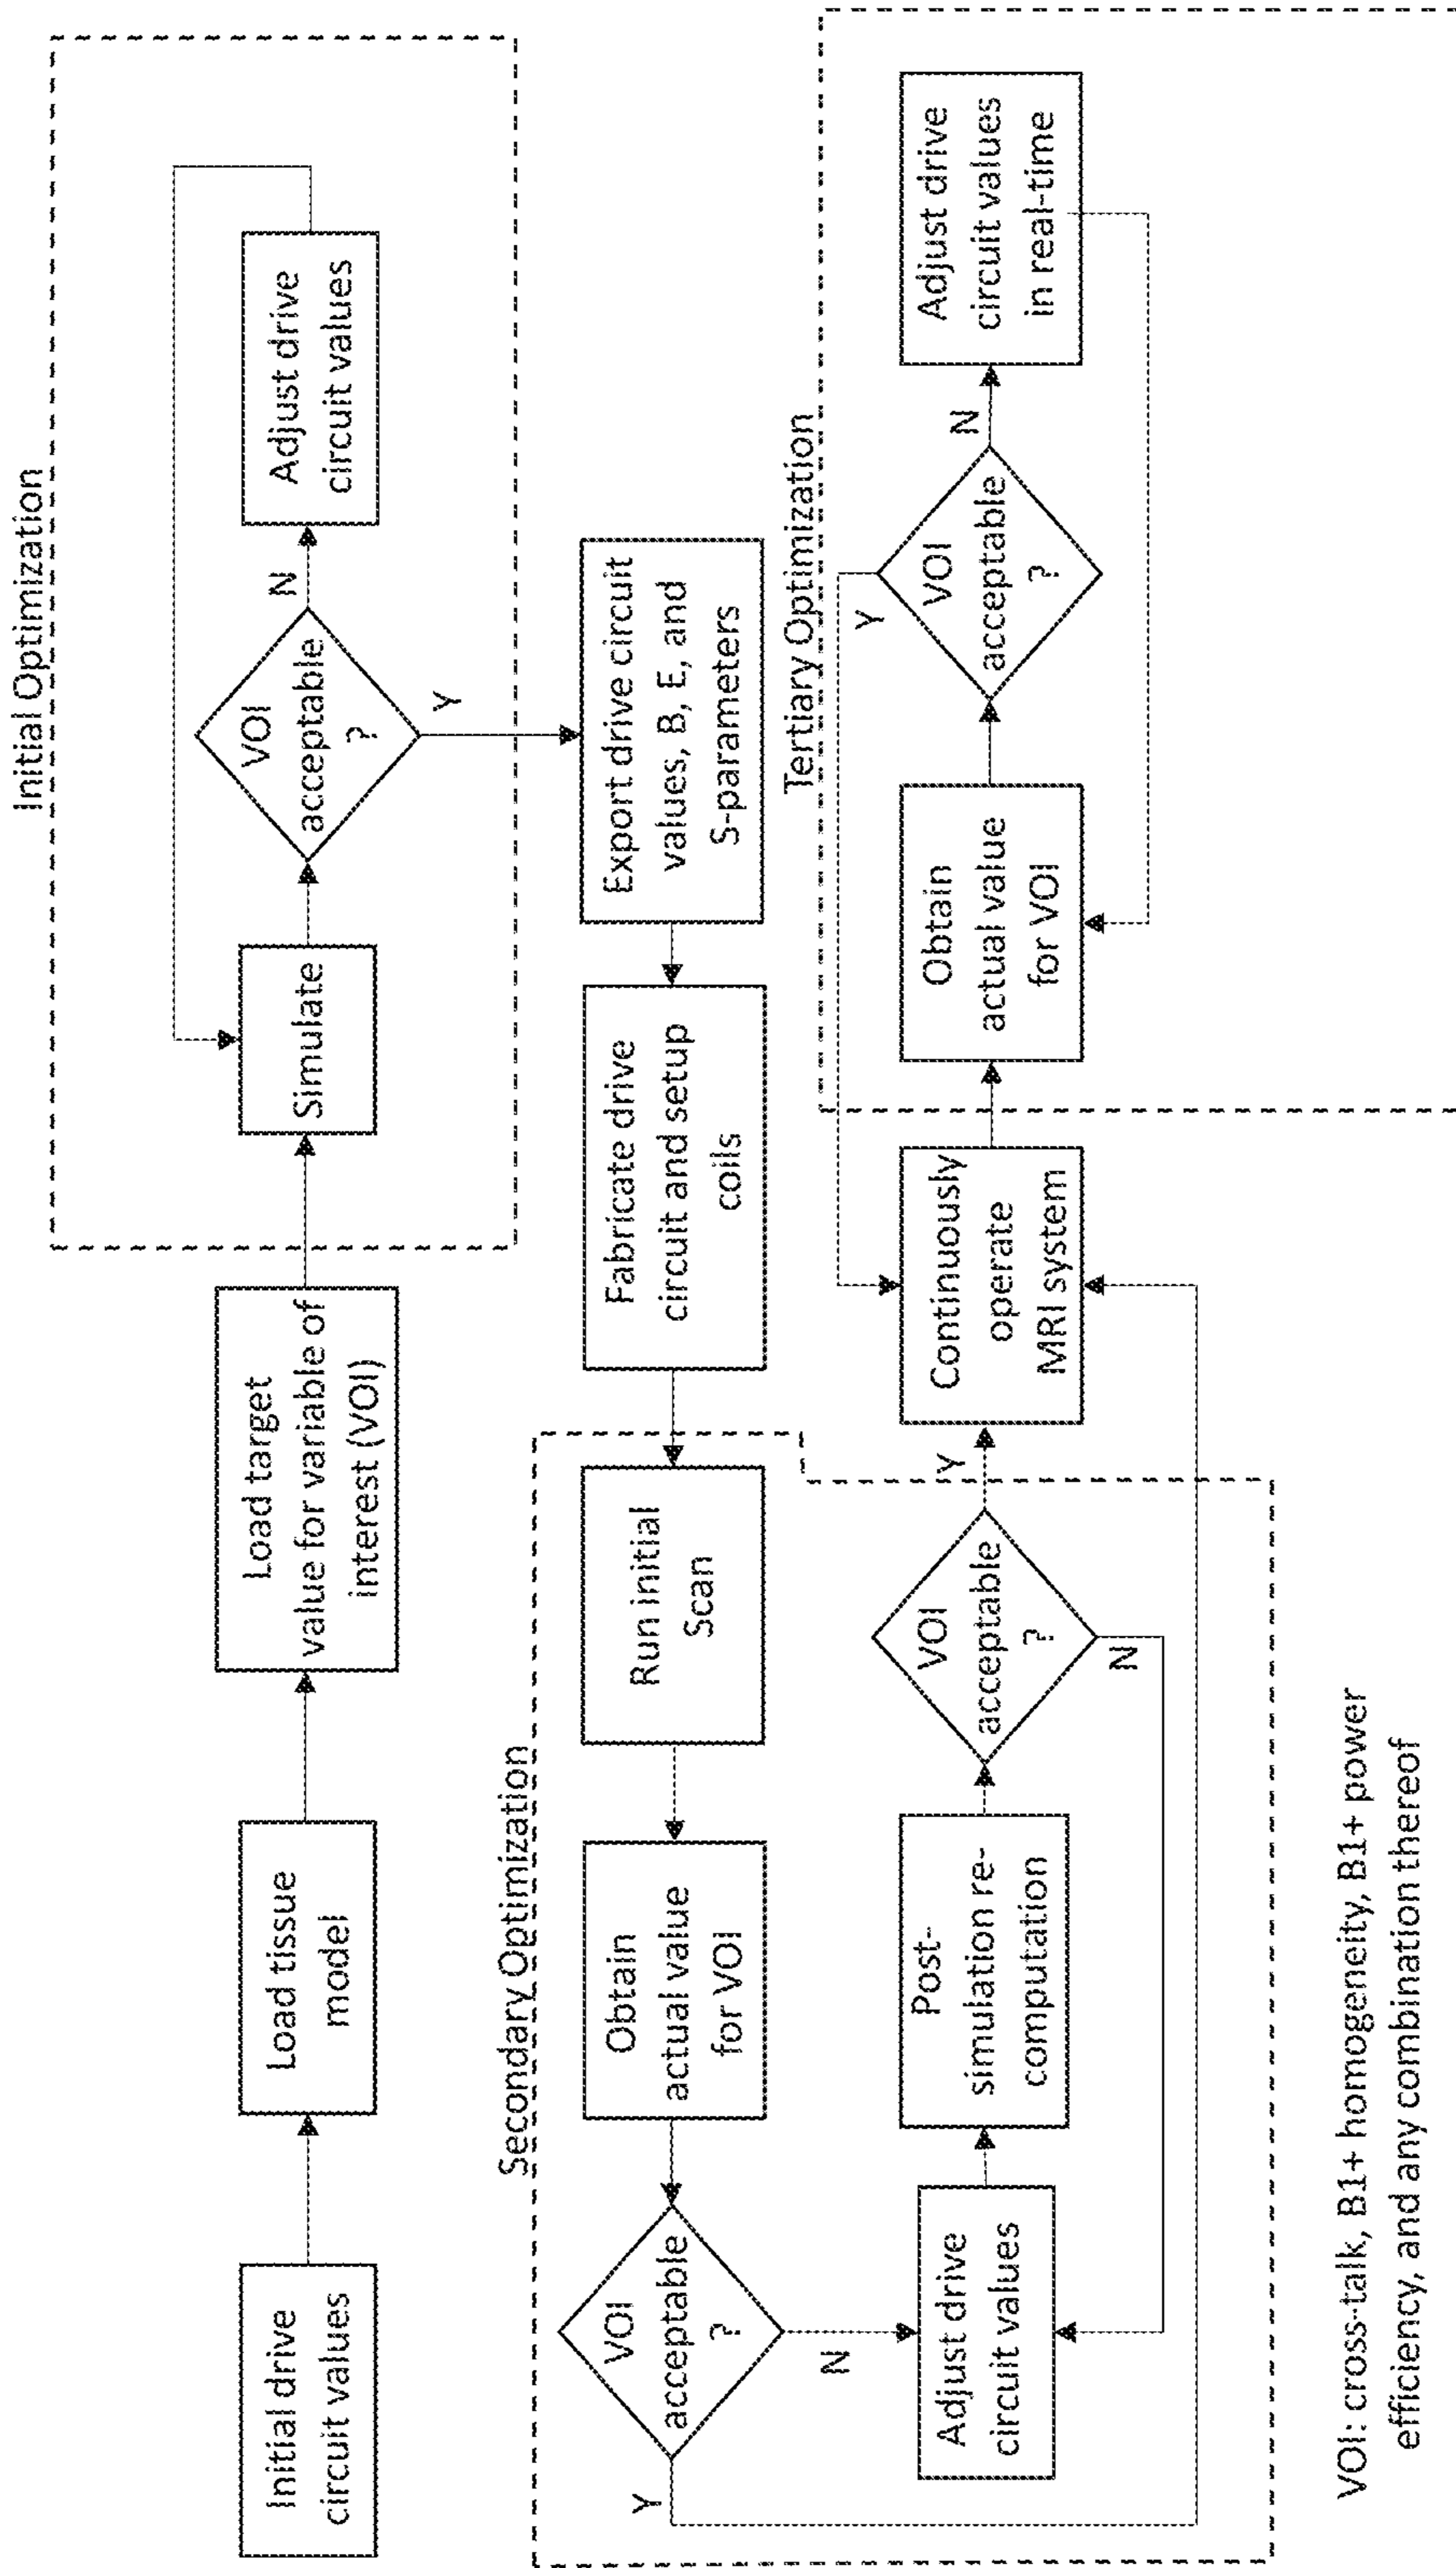 Initial drive
circuit values
Load tissue
model
Load target
value for variable of
interest (VOI)
Initial Optimization
Simulate
VOI
acceptable
?
N
Adjust drive
circuit values
Y
Export drive circuit
values, B, E, and
S-parameters
Fabricate drive
circuit and setup
coils
Secondary Optimization
Run initial
Scan
Obtain
actual value
for VOI
VOI
acceptable
?
Y
N
Adjust drive
circuit values
Post-
simulation re-
computation
VOI
acceptable
?
N
Y
Continuously
operate
MRI system
Tertiary Optimization
Obtain
actual value
for VOI
VOI
acceptable
?
Y
N
Adjust drive
circuit values
in real-time
VOI: cross-talk, B1+ homogeneity, B1+ power
efficiency, and any combination thereof